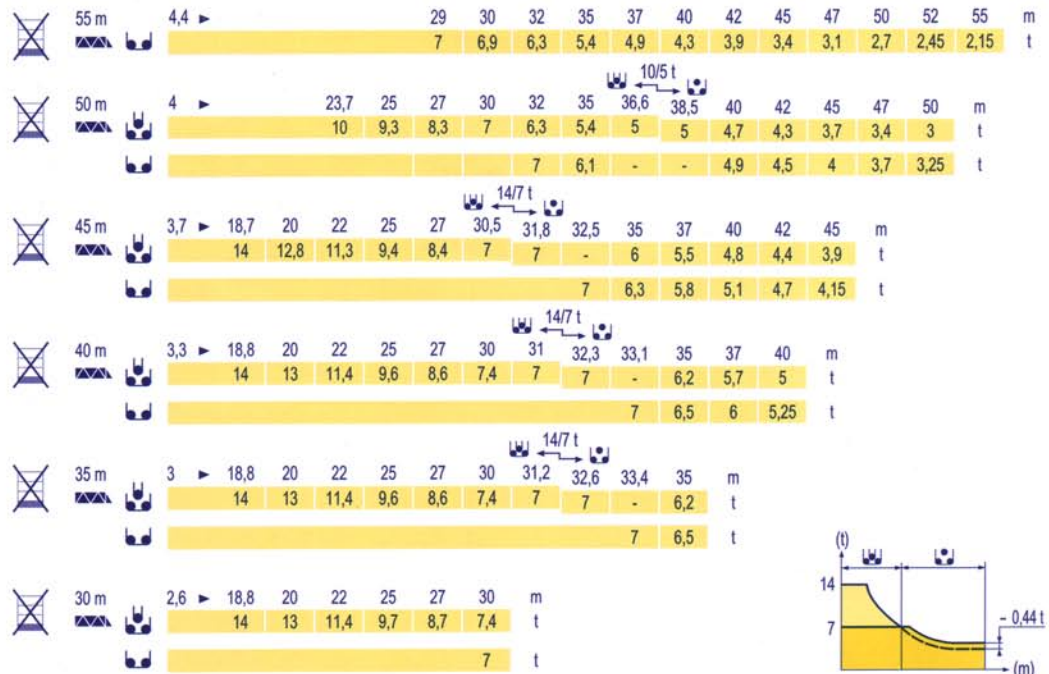 55 m 4,4 ► 29 30 32 35 37 40 42 45 47 50 52 55 m
7 6,9 6,3 5,4 4,9 4,3 3,9 3,4 3,1 2,7 2,45 2,15 t
10/5 t
50 m 4 ► 23,7 25 27 30 32 35 36,6 38,5 40 42 45 47 50 m
10 9,3 8,3 7 6,3 5,4 5 5 4,7 4,3 3,7 3,4 3 t
7 6,1 - - 4,9 4,5 4 3,7 3,25 t
14/7 t
45 m 3,7 ► 18,7 20 22 25 27 30,5 31,8 32,5 35 37 40 42 45 m
14 12,8 11,3 9,4 8,4 7 7 - 6 5,5 4,8 4,4 3,9 t
7 6,3 5,8 5,1 4,7 4,15 t
14/7 t
40 m 3,3 ► 18,8 20 22 25 27 30 31 32,3 33,1 35 37 40 m
14 13 11,4 9,6 8,6 7,4 7 7 - 6,2 5,7 5 t
7 6,5 6 5,25 t
14/7 t
35 m 3 ► 18,8 20 22 25 27 30 31,2 32,6 33,4 35 m
14 13 11,4 9,6 8,6 7,4 7 7 - 6,2 t
7 6,5 t
30 m 2,6 ► 18,8 20 22 25 27 30 m
14 13 11,4 9,7 8,7 7,4 t
7 t
(t)
14
7
- 0,44 t
(m)